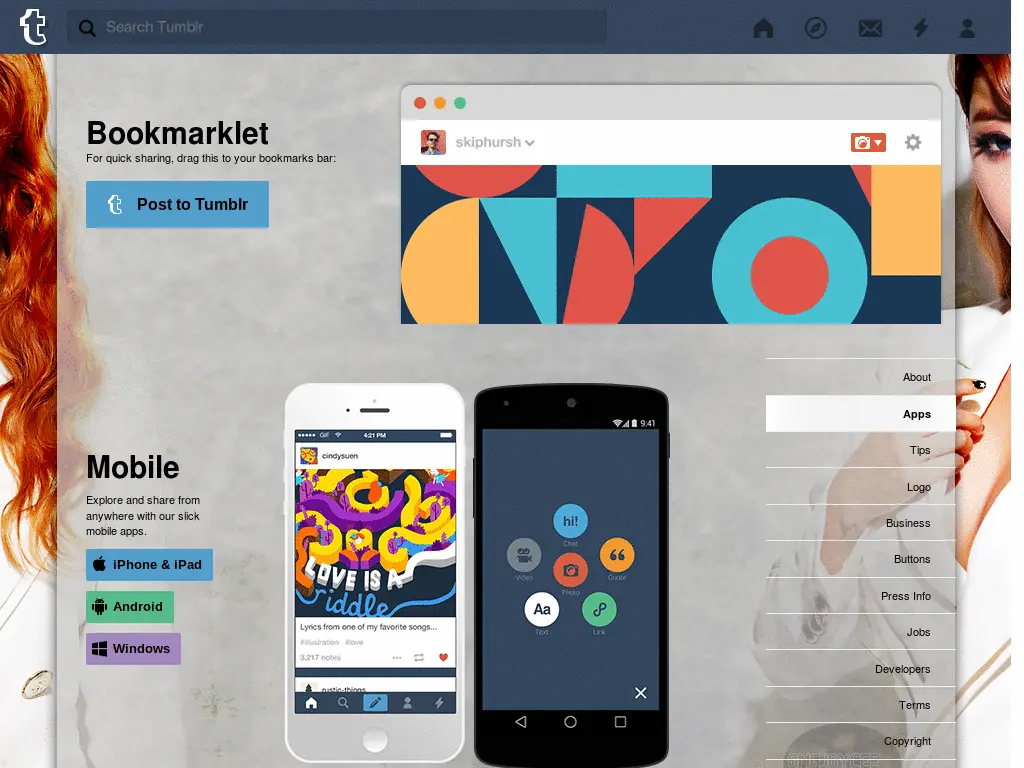 Search Tumblr
Bookmarklet
For quick sharing, drag this to your bookmarks bar:
Post to Tumblr
skiphursh
About
Apps
Tips
Logo
Business
Buttons
Press Info
Jobs
Developers
Terms
Copyright
Mobile
Explore and share from
anywhere with our slick
mobile apps.
iPhone & iPad
Android
Windows
GIF
4:21 PM
cindysuen
LOVE IS A
riddle
Lyrics from one of my favorite songs...
#illustration #love
3,217 notes
rustic-things
9:41
hi!
Chat
Video
Quote
Photo
Aa
Text
Link